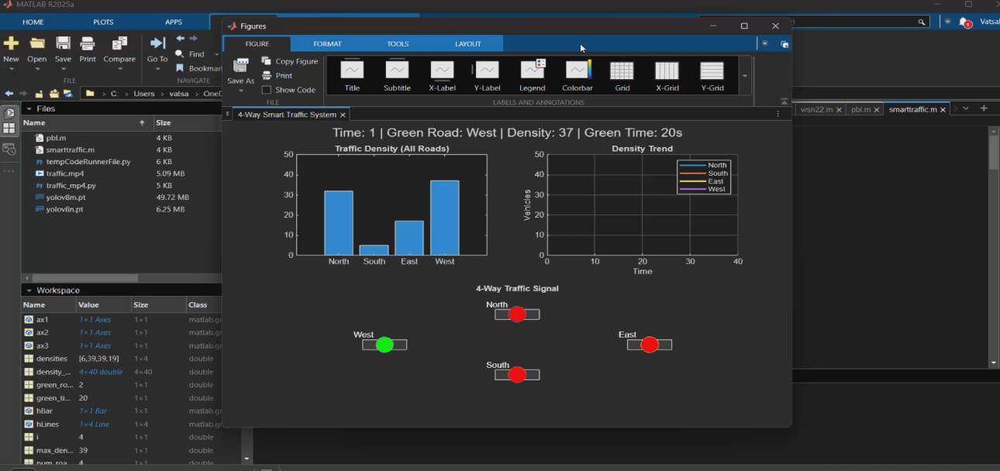 MATLAB R2025a
HOME PLOTS APPS
Vatsal
New Open Save Print Compare Go To Find Bookmark
FILE NAVIGATE
C: > Users > vatsa > OneD
Files
Name Size
pbl.m 4 KB
smarttraffic.m 4 KB
tempCodeRunnerFile.py 6 KB
traffic.mp4 5.09 MB
traffic_mp4.py 5 KB
yolov8m.pt 49.72 MB
yolov8n.pt 6.25 MB
Workspace
Name Value Size Class
ax1 1×1 Axes 1×1 matlab.gr
ax2 1×1 Axes 1×1 matlab.gr
ax3 1×1 Axes 1×1 matlab.gr
densities [6,39,39,19] 1×4 double
density_... 4×40 double 4×40 double
green_ro... 2 1×1 double
green_ti... 20 1×1 double
hBar 1×1 Bar 1×1 matlab.gr
hLines 1×4 Line 1×4 matlab.gr
i 4 1×1 double
max_den... 39 1×1 double
num_roa... 4 1×1 double
Figures
FIGURE FORMAT TOOLS LAYOUT
Save As Copy Figure
Print
Show Code
Title Subtitle X-Label Y-Label Legend Colorbar Grid X-Grid Y-Grid
FILE LABELS AND ANNOTATIONS
4-Way Smart Traffic System
Time: 1 | Green Road: West | Density: 37 | Green Time: 20s
Traffic Density (All Roads)
50
40
30
20
10
0
North South East West
Density Trend
50
40
30
20
10
0
Vehicles
North
South
East
West
0 10 20 30 40
Time
4-Way Traffic Signal
North
West East
South
wsn22.m pbl.m smarttraffic.m